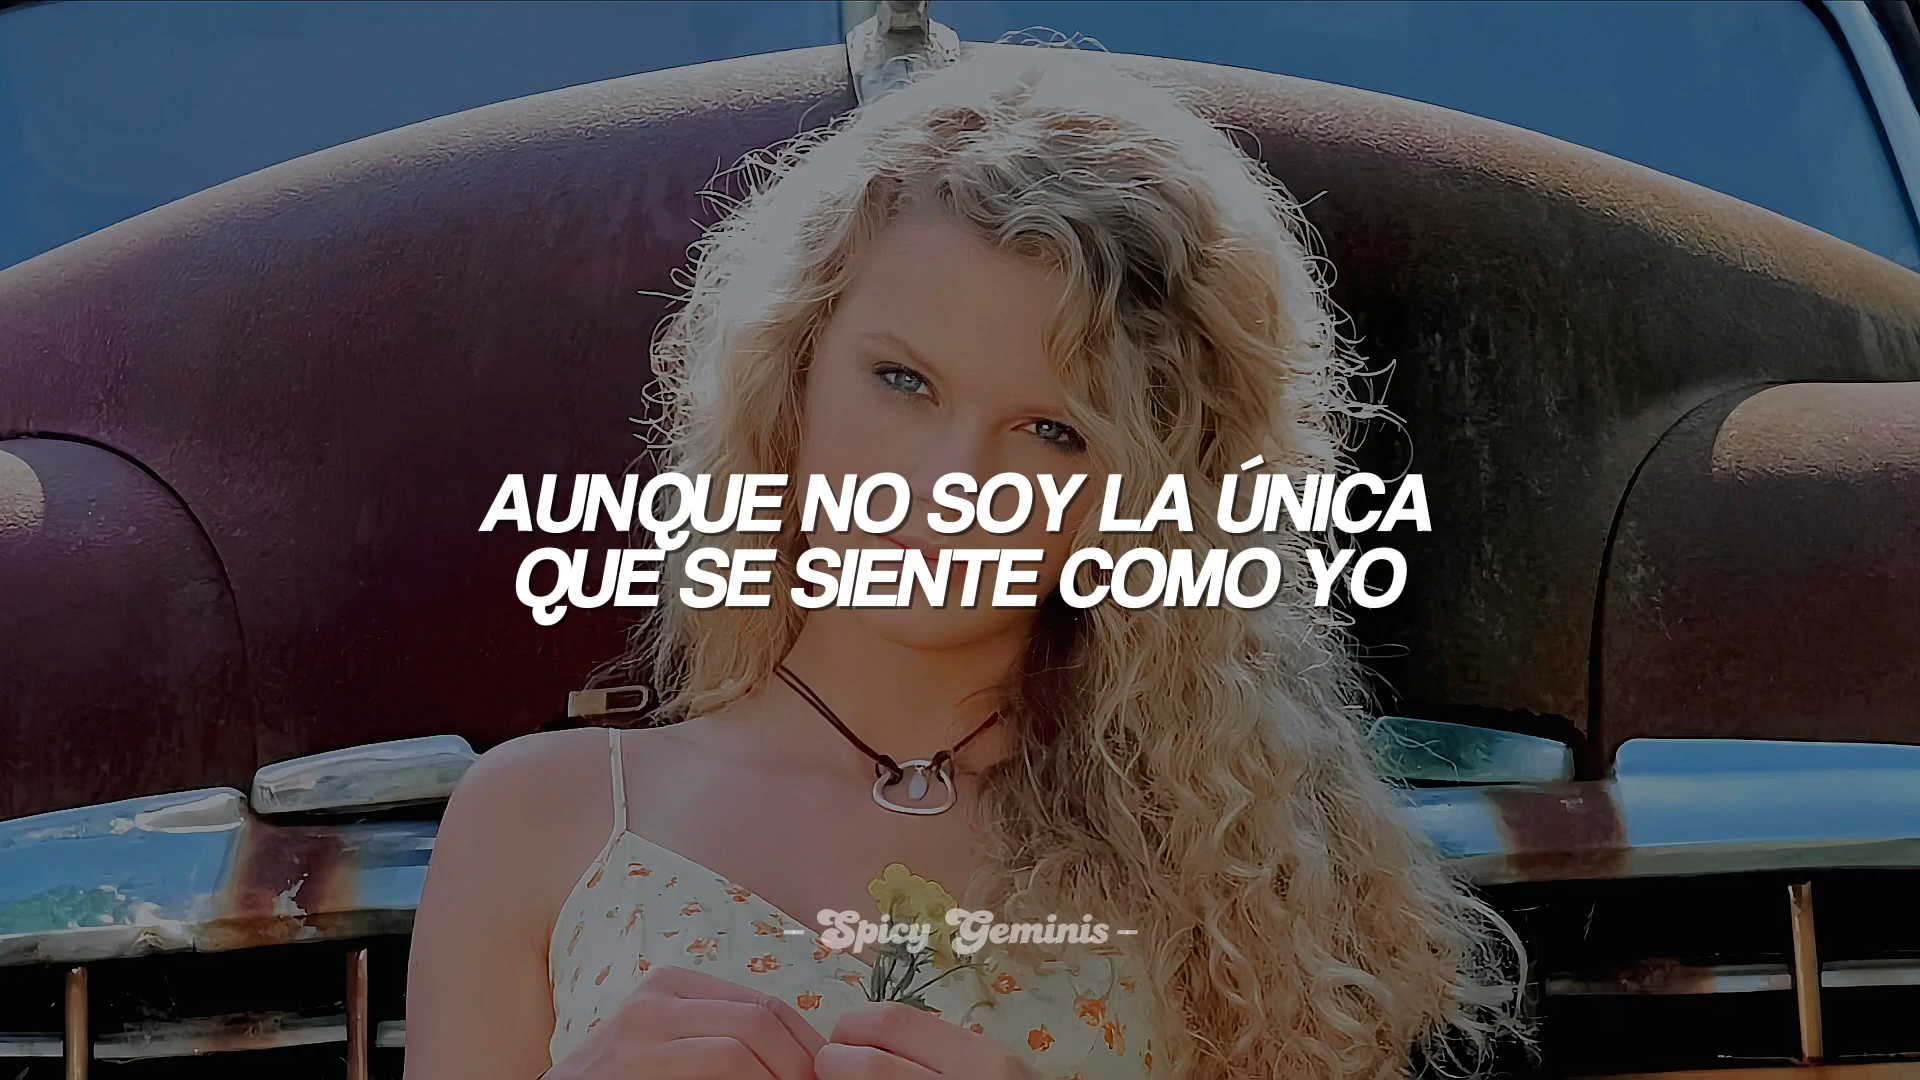 AUNQUE NO SOY LA ÚNICA
QUE SE SIENTE COMO YO
- Spicy Geminis -